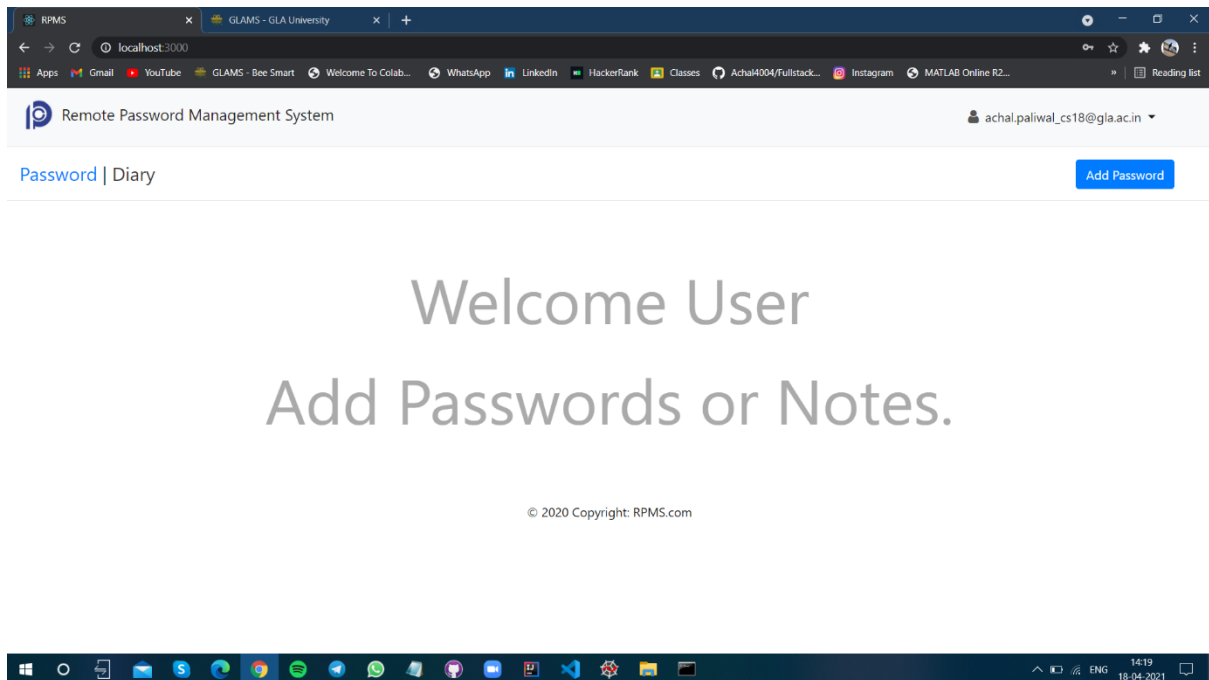 RPMS
GLAMS - GLA University
localhost:3000
Apps Gmail YouTube GLAMS - Bee Smart Welcome To Colab... WhatsApp LinkedIn HackerRank Classes Achal4004/Fullstack... Instagram MATLAB Online R2... » Reading list
Remote Password Management System
achal.paliwal_cs18@gla.ac.in
Password | Diary
Add Password
Welcome User
Add Passwords or Notes.
© 2020 Copyright: RPMS.com
ENG
14:19
18-04-2021